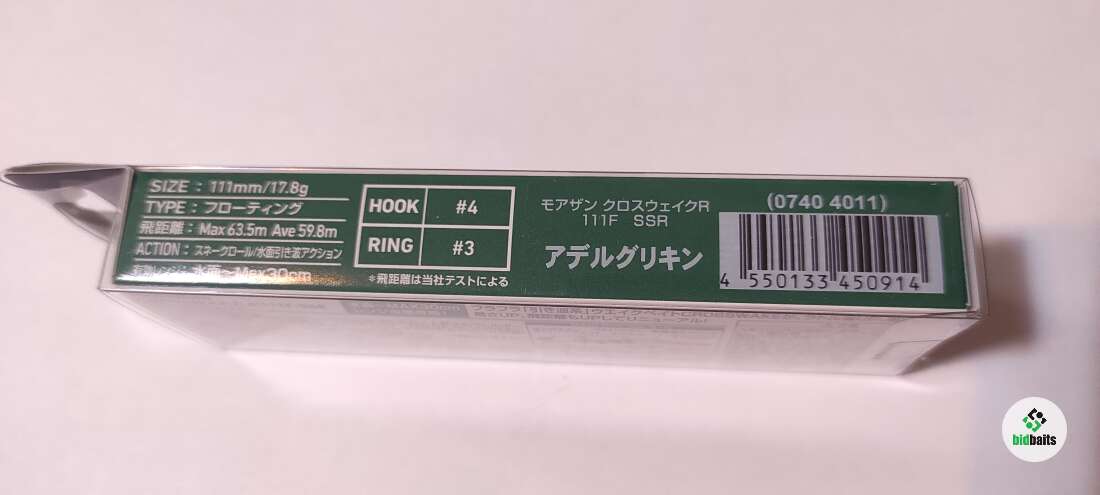 SIZE : 111mm/17.8g
TYPE : フローティング
飛距離 : Max 63.5m Ave 59.8m
ACTION : スネークロール/水面引き波アクション
水面~Max30cm
HOOK #4
RING #3
*飛距離は当社テストによる
モアザン クロスウェイクR
111F SSR
アデルグリキン
(0740 4011)
4 550133 450914
bidbaits